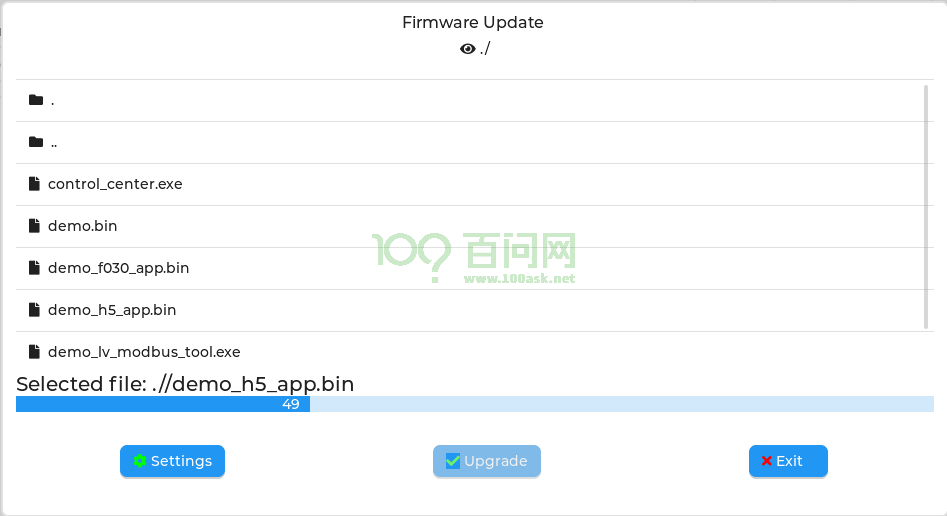 Firmware Update
./
.
..
control_center.exe
demo.bin
demo_f030_app.bin
100? 百问网
www.100ask.net
demo_h5_app.bin
demo_lv_modbus_tool.exe
Selected file: .//demo_h5_app.bin
49
Settings
Upgrade
Exit